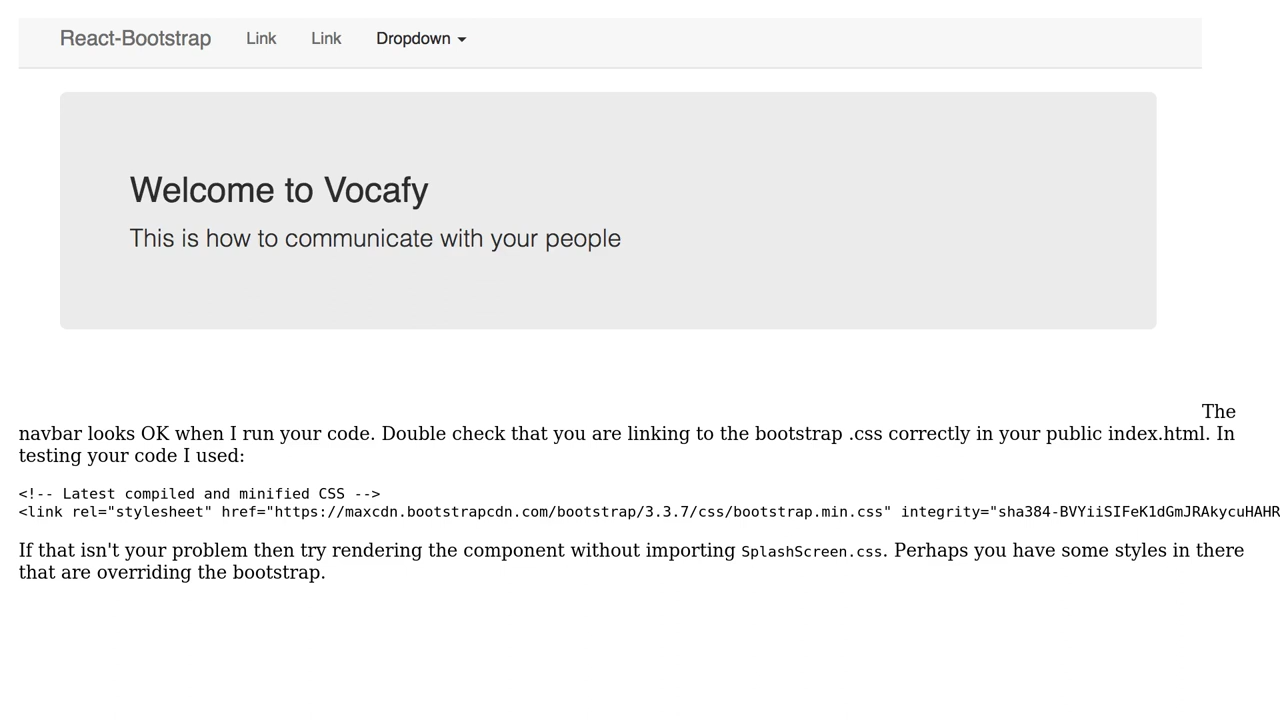 React-Bootstrap Link Link Dropdown
Welcome to Vocafy
This is how to communicate with your people
The
navbar looks OK when I run your code. Double check that you are linking to the bootstrap .css correctly in your public index.html. In
testing your code I used:
<!-- Latest compiled and minified CSS -->
<link rel="stylesheet" href="https://maxcdn.bootstrapcdn.com/bootstrap/3.3.7/css/bootstrap.min.css" integrity="sha384-BVYiiSIFeK1dGmJRAkycuHAHR
If that isn't your problem then try rendering the component without importing SplashScreen.css. Perhaps you have some styles in there
that are overriding the bootstrap.